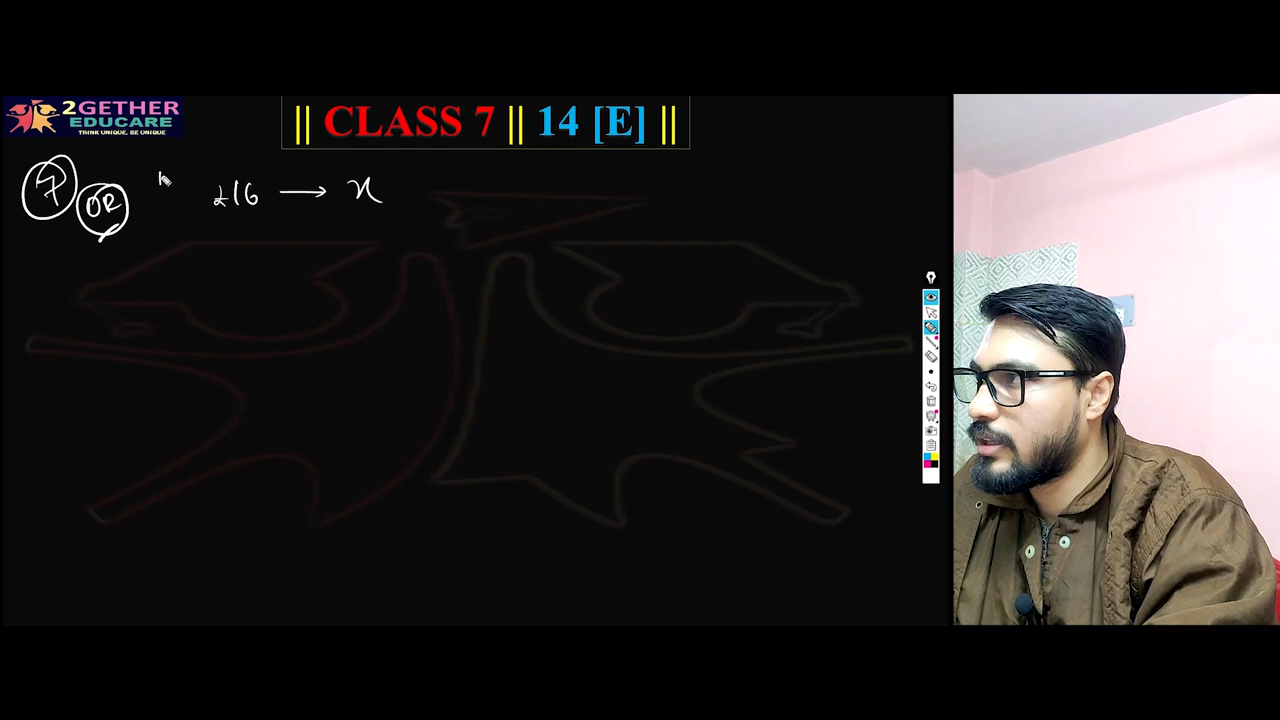 2GETHER
EDUCARE
THINK UNIQUE, BE UNIQUE
|| CLASS 7 || 14 [E] ||
7 OR 216 → x